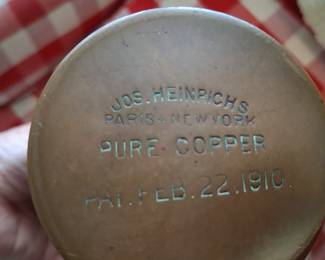 JOS. HEINRICHS
PARIS & NEW YORK
PURE COPPER
PAT. FEB. 22. 1910.